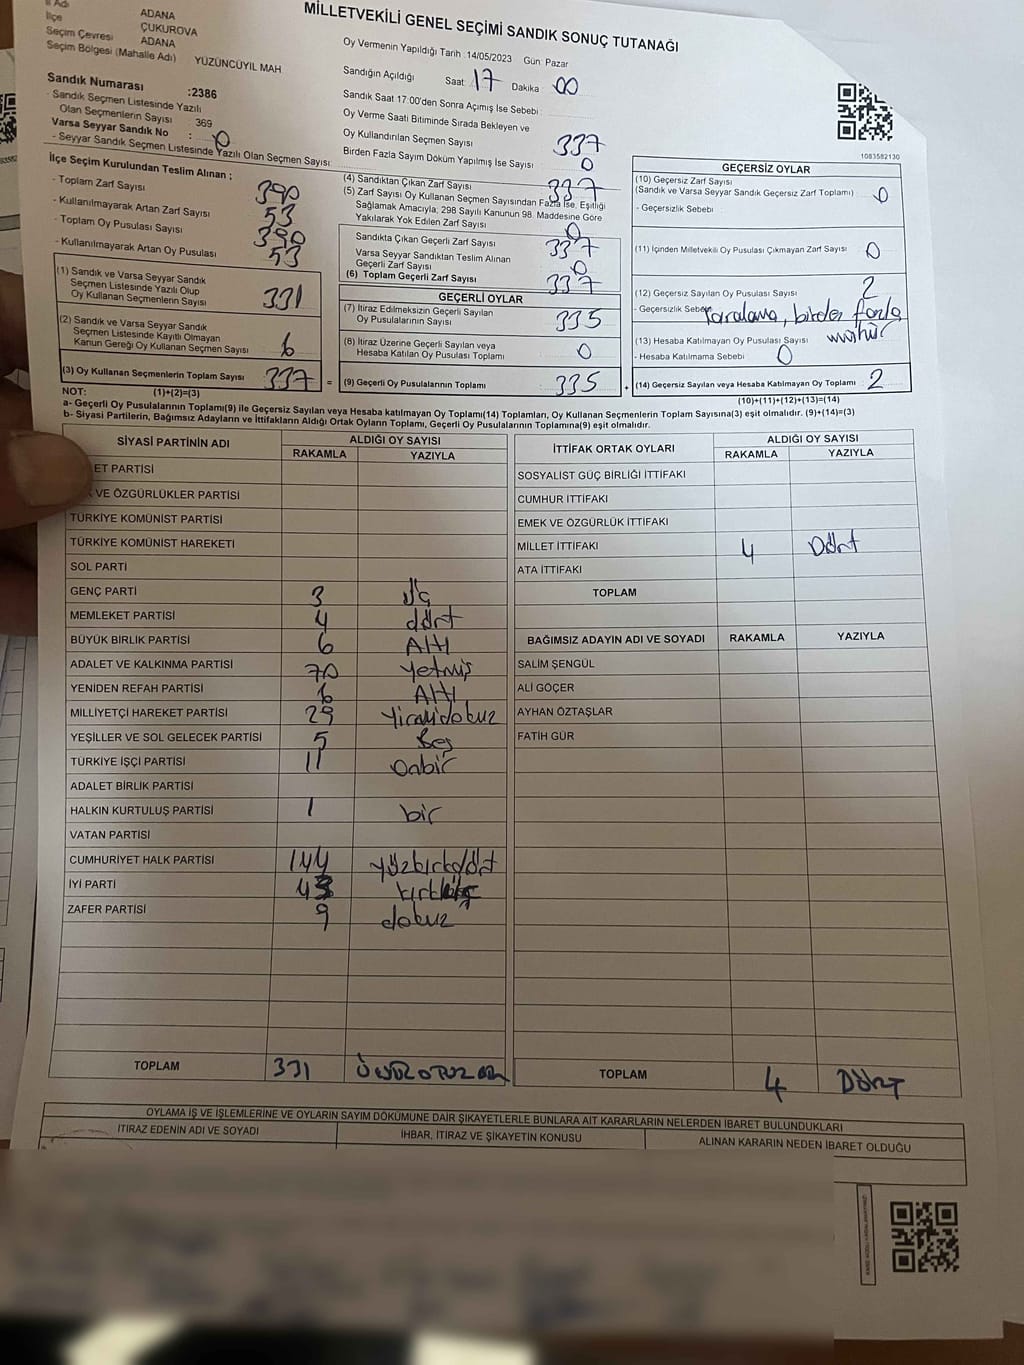 İl Adı ADANA
İlçe ÇUKUROVA
Seçim Çevresi ADANA
Seçim Bölgesi (Mahalle Adı) YÜZÜNCÜYIL MAH
MİLLETVEKİLİ GENEL SEÇİMİ SANDIK SONUÇ TUTANAĞI
Oy Vermenin Yapıldığı Tarih :14/05/2023 Gün: Pazar
Sandığın Açıldığı Saat 17 Dakika 00
Sandık Saat 17:00'den Sonra Açımış İse Sebebi :
Oy Verme Saati Bitiminde Sırada Bekleyen ve
Oy Kullandırılan Seçmen Sayısı 337
Birden Fazla Sayım Döküm Yapılmış İse Sayısı 0
Sandık Numarası :2386
- Sandık Seçmen Listesinde Yazılı
Olan Seçmenlerin Sayısı : 369
Varsa Seyyar Sandık No : 0
- Seyyar Sandık Seçmen Listesinde Yazılı Olan Seçmen Sayısı:
1083582130
İlçe Seçim Kurulundan Teslim Alınan ;
- Toplam Zarf Sayısı 390
- Kullanılmayarak Artan Zarf Sayısı 53
- Toplam Oy Pusulası Sayısı 390
- Kullanılmayarak Artan Oy Pusulası 53
(1) Sandık ve Varsa Seyyar Sandık
Seçmen Listesinde Yazılı Olup
Oy Kullanan Seçmenlerin Sayısı 331
(2) Sandık ve Varsa Seyyar Sandık
Seçmen Listesinde Kayıtlı Olmayan
Kanun Gereği Oy Kullanan Seçmen Sayısı 6
(3) Oy Kullanan Seçmenlerin Toplam Sayısı 337 =
(1)+(2)=(3)
(4) Sandıktan Çıkan Zarf Sayısı 337
(5) Zarf Sayısı Oy Kullanan Seçmen Sayısından Fazla İse, Eşitliği
Sağlamak Amacıyla, 298 Sayılı Kanunun 98. Maddesine Göre
Yakılarak Yok Edilen Zarf Sayısı 0
Sandıkta Çıkan Geçerli Zarf Sayısı 337
Varsa Seyyar Sandıktan Teslim Alınan
Geçerli Zarf Sayısı 0
(6) Toplam Geçerli Zarf Sayısı 337
GEÇERLİ OYLAR
(7) İtiraz Edilmeksizin Geçerli Sayılan
Oy Pusulalarının Sayısı 335
(8) İtiraz Üzerine Geçerli Sayılan veya
Hesaba Katılan Oy Pusulası Toplamı 0
(9) Geçerli Oy Pusulalarının Toplamı 335 +
GEÇERSİZ OYLAR
(10) Geçersiz Zarf Sayısı
(Sandık ve Varsa Seyyar Sandık Geçersiz Zarf Toplamı) 0
- Geçersizlik Sebebi
(11) İçinden Milletvekili Oy Pusulası Çıkmayan Zarf Sayısı 0
(12) Geçersiz Sayılan Oy Pusulası Sayısı 2
- Geçersizlik Sebebi karalama, birden fazla
mühür
(13) Hesaba Katılmayan Oy Pusulası Sayısı
- Hesaba Katılmama Sebebi 0
(14) Geçersiz Sayılan veya Hesaba Katılmayan Oy Toplamı 2
(10)+(11)+(12)+(13)=(14)
NOT:
a- Geçerli Oy Pusulalarının Toplamı(9) ile Geçersiz Sayılan veya Hesaba katılmayan Oy Toplamı(14) Toplamları, Oy Kullanan Seçmenlerin Toplam Sayısına(3) eşit olmalıdır. (9)+(14)=(3)
b- Siyasi Partilerin, Bağımsız Adayların ve İttifakların Aldığı Ortak Oyların Toplamı, Geçerli Oy Pusulalarının Toplamına(9) eşit olmalıdır.
SİYASİ PARTİNİN ADI ALDIĞI OY SAYISI
RAKAMLA YAZIYLA
ET PARTİSİ
VE ÖZGÜRLÜKLER PARTİSİ
TÜRKİYE KOMÜNİST PARTİSİ
TÜRKİYE KOMÜNİST HAREKETİ
SOL PARTİ
GENÇ PARTİ 3 Üç
MEMLEKET PARTİSİ 4 dört
BÜYÜK BİRLİK PARTİSİ 6 Altı
ADALET VE KALKINMA PARTİSİ 70 Yetmiş
YENİDEN REFAH PARTİSİ 6 Altı
MİLLİYETÇİ HAREKET PARTİSİ 29 Yirmidokuz
YEŞİLLER VE SOL GELECEK PARTİSİ 5 Beş
TÜRKİYE İŞÇİ PARTİSİ 11 Onbir
ADALET BİRLİK PARTİSİ
HALKIN KURTULUŞ PARTİSİ 1 bir
VATAN PARTİSİ
CUMHURİYET HALK PARTİSİ 144 yüzkırkdört
İYİ PARTİ 43 kırküç
ZAFER PARTİSİ 9 dokuz
TOPLAM 331
İTTİFAK ORTAK OYLARI ALDIĞI OY SAYISI
RAKAMLA YAZIYLA
SOSYALİST GÜÇ BİRLİĞİ İTTİFAKI
CUMHUR İTTİFAKI
EMEK VE ÖZGÜRLÜK İTTİFAKI
MİLLET İTTİFAKI 4 Dört
ATA İTTİFAKI
TOPLAM
BAĞIMSIZ ADAYIN ADI VE SOYADI RAKAMLA YAZIYLA
SALİM ŞENGÜL
ALİ GÖÇER
AYHAN ÖZTAŞLAR
FATİH GÜR
TOPLAM 4 DÖRT
OYLAMA İŞ VE İŞLEMLERİNE VE OYLARIN SAYIM DÖKÜMÜNE DAİR ŞİKAYETLERLE BUNLARA AİT KARARLARIN NELERDEN İBARET BULUNDUKLARI
İTİRAZ EDENİN ADI VE SOYADI İHBAR, İTİRAZ VE ŞİKAYETİN KONUSU ALINAN KARARIN NEDEN İBARET OLDUĞU